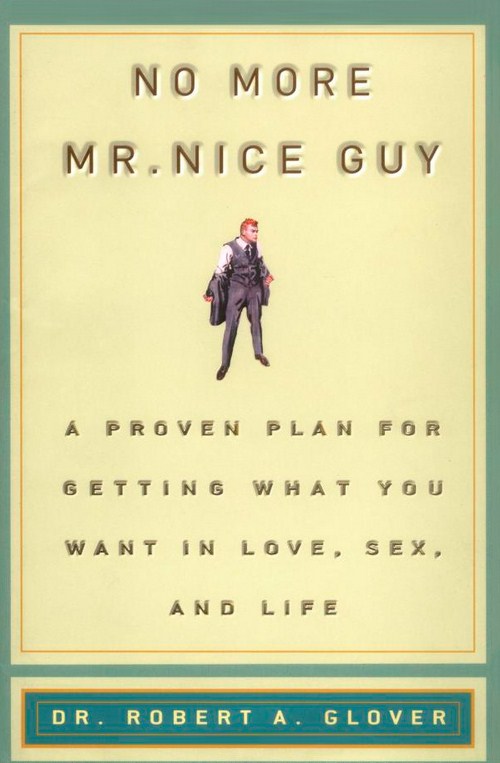 NO MORE
MR. NICE GUY
A PROVEN PLAN FOR
GETTING WHAT YOU
WANT IN LOVE, SEX,
AND LIFE
DR. ROBERT A. GLOVER